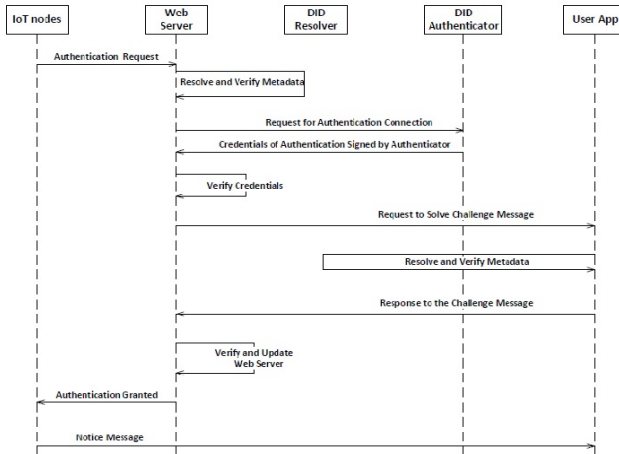 IoT nodes
Web
Server
DID
Resolver
DID
Authenticator
User App
Authentication Request
Resolve and Verify Metadata
Request for Authentication Connection
Credentials of Authentication Signed by Authenticator
Verify Credentials
Request to Solve Challenge Message
Resolve and Verify Metadata
Response to the Challenge Message
Verify and Update
Web Server
Authentication Granted
Notice Message